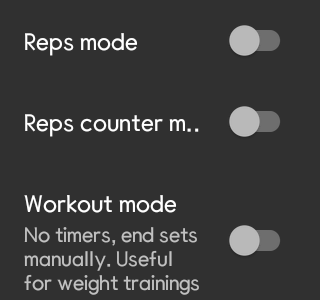 Reps mode
Reps counter m..
Workout mode
No timers, end sets
manually. Useful
for weight trainings